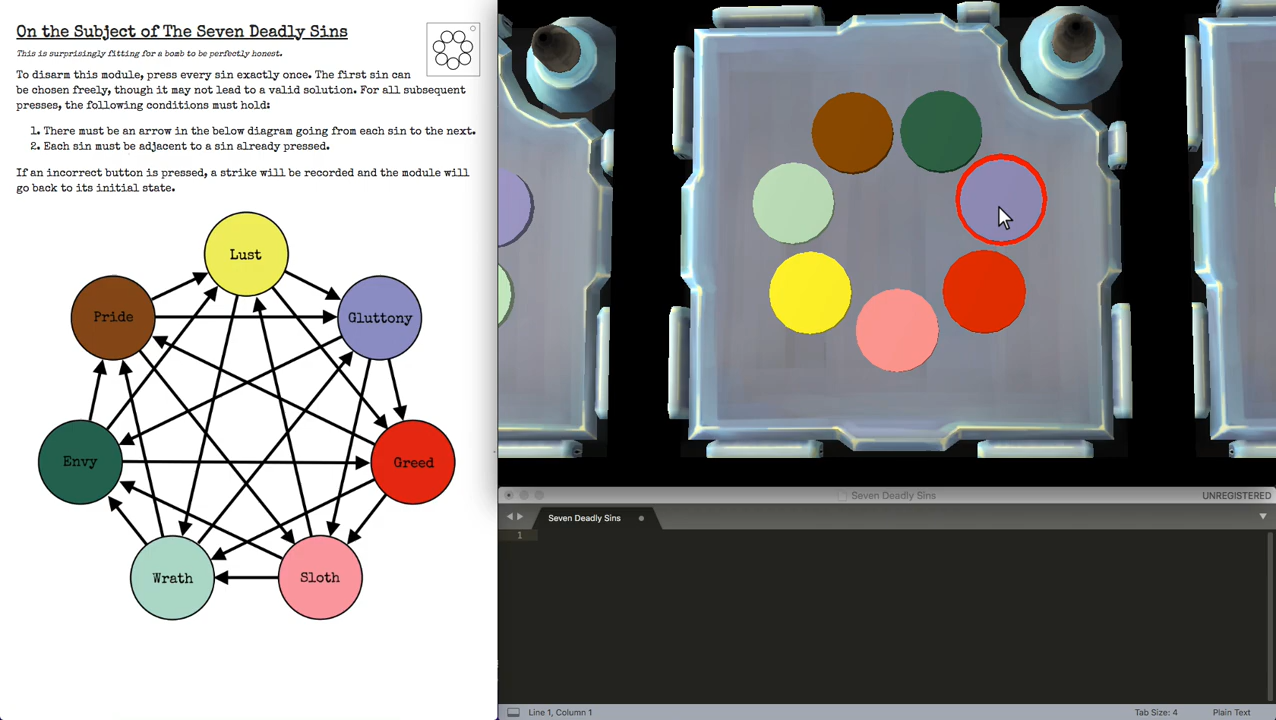 On the Subject of The Seven Deadly Sins
This is surprisingly fitting for a bomb to be perfectly honest.
To disarm this module, press every sin exactly once. The first sin can
be chosen freely, though it may not lead to a valid solution. For all subsequent
presses, the following conditions must hold:
1. There must be an arrow in the below diagram going from each sin to the next.
2. Each sin must be adjacent to a sin already pressed.
If an incorrect button is pressed, a strike will be recorded and the module will
go back to its initial state.
Lust
Pride
Gluttony
Envy
Greed
Wrath
Sloth
Seven Deadly Sins
UNREGISTERED
Seven Deadly Sins
1
Line 1, Column 1
Tab Size: 4
Plain Text